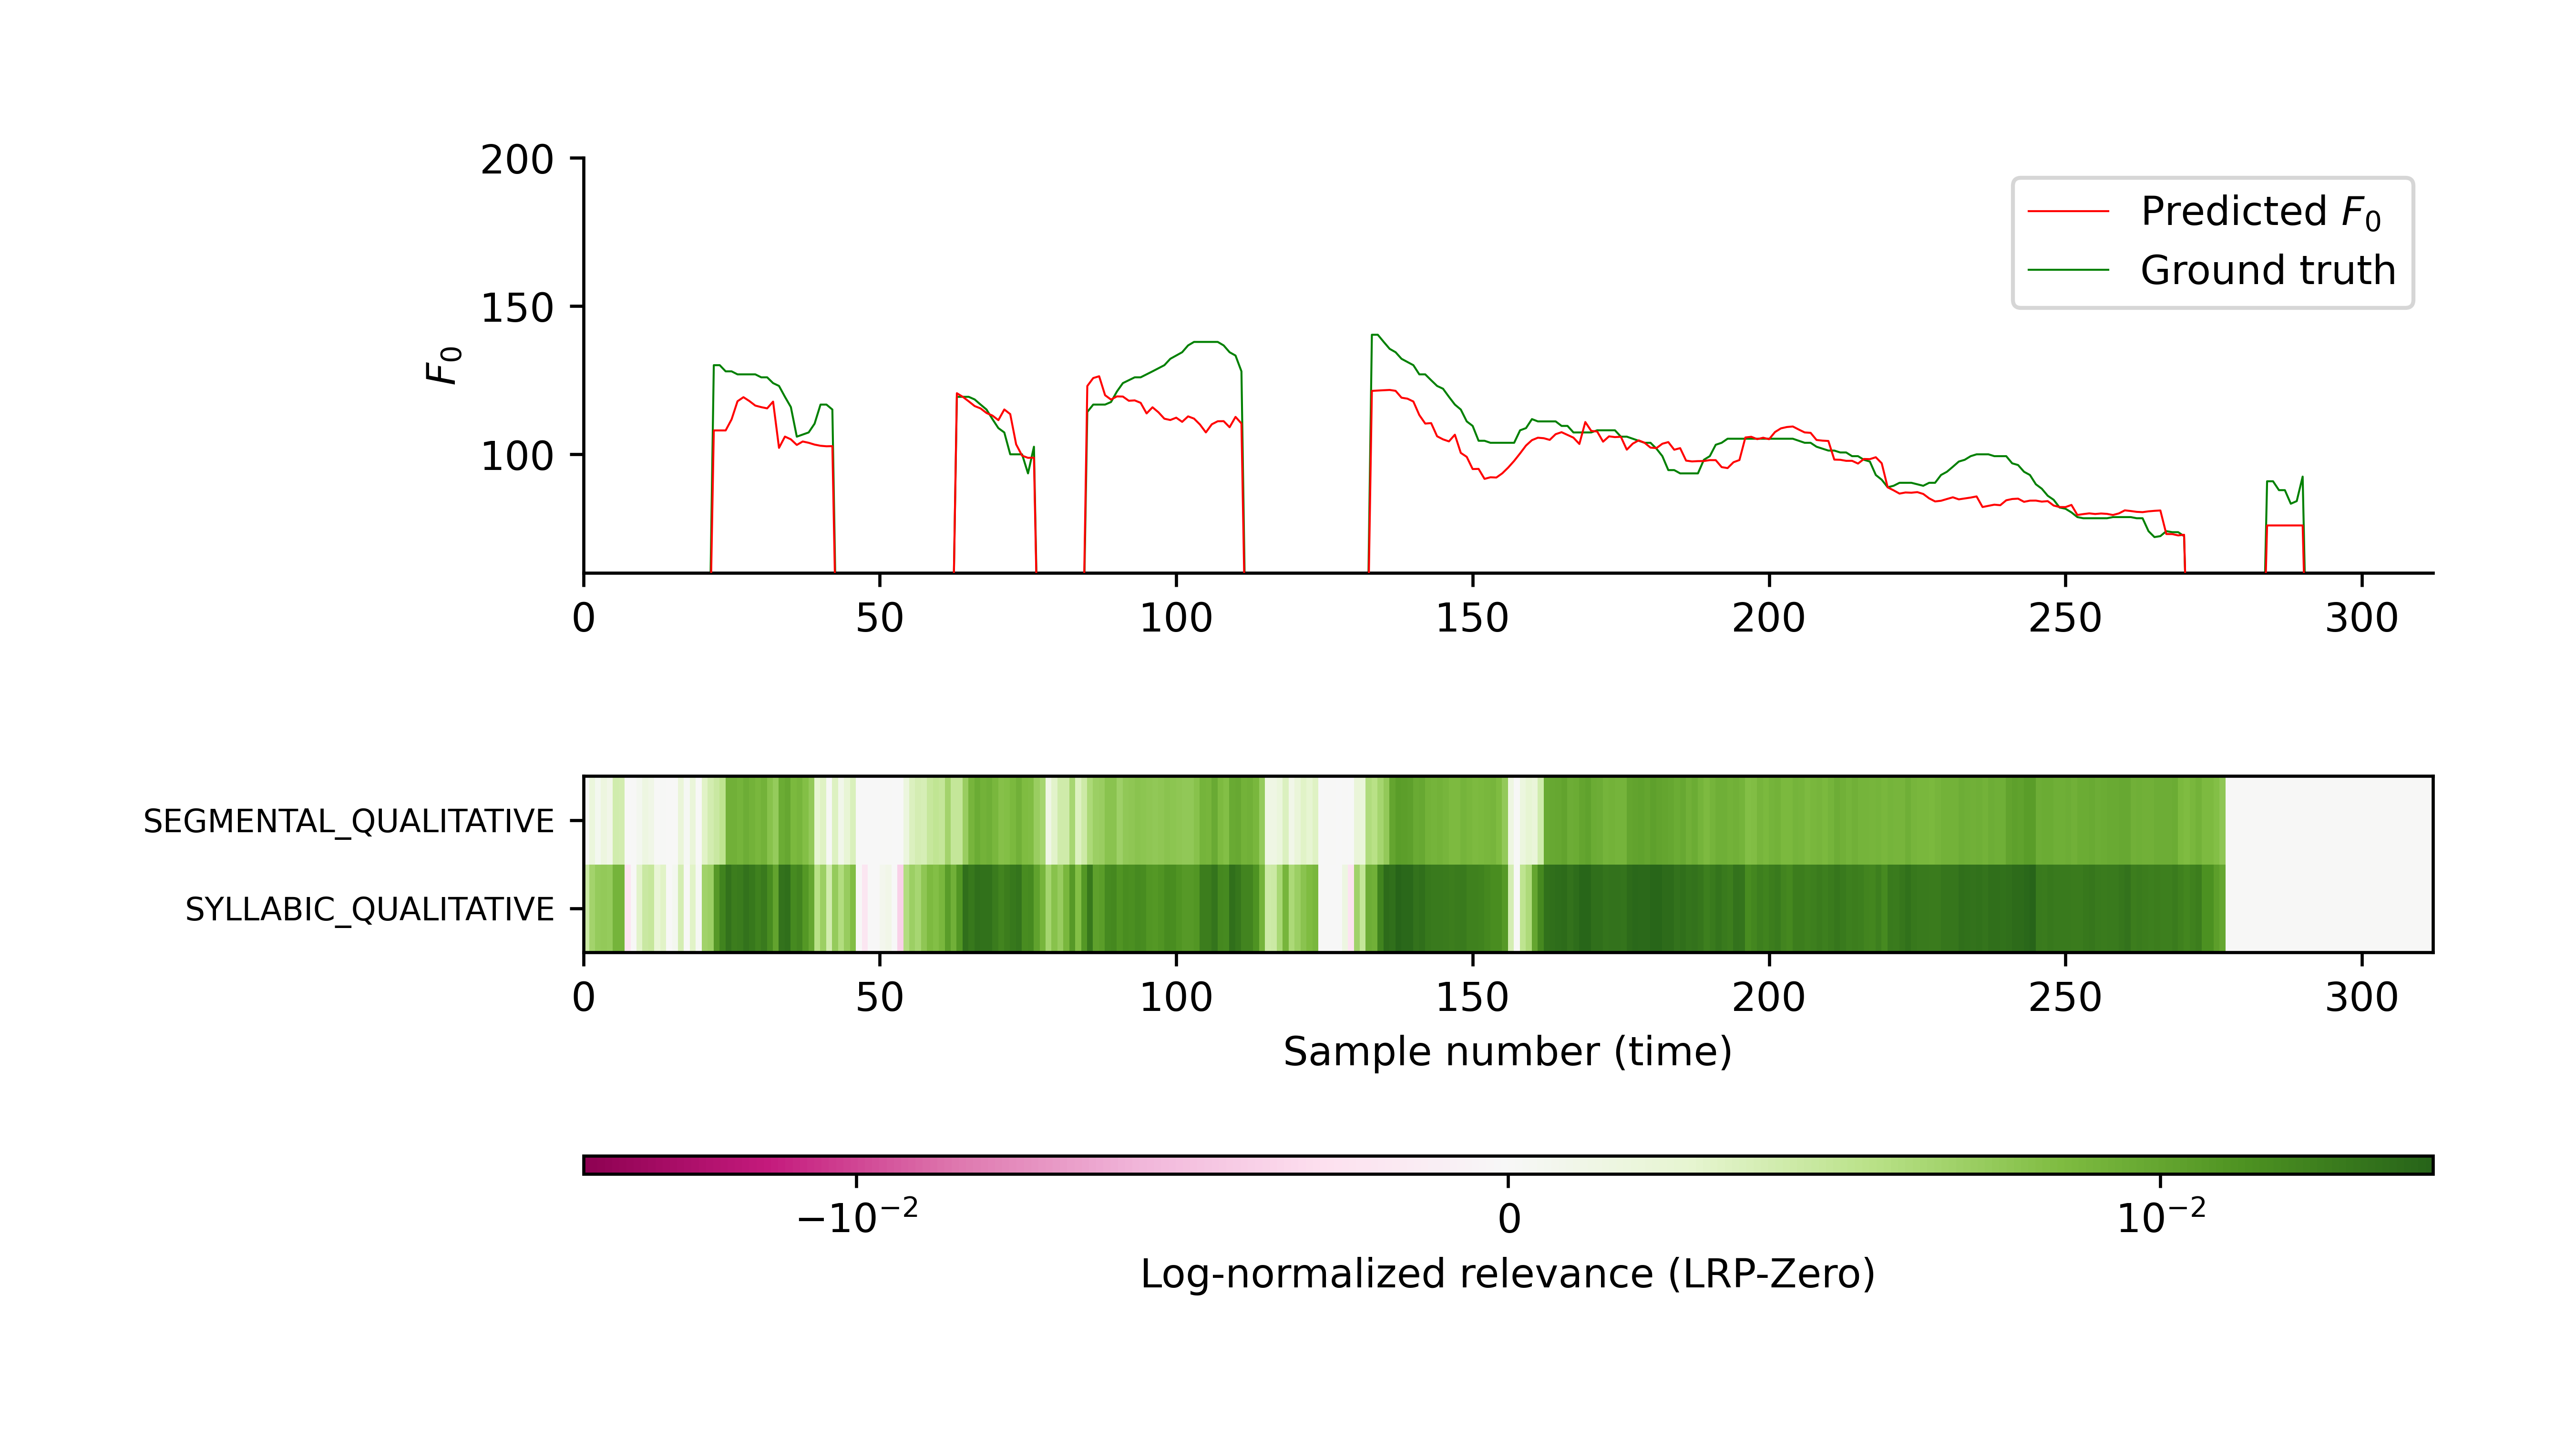 200
150
100
F₀
Predicted F₀
Ground truth
0 50 100 150 200 250 300
SEGMENTAL_QUALITATIVE
SYLLABIC_QUALITATIVE
0 50 100 150 200 250 300
Sample number (time)
−10⁻² 0 10⁻²
Log-normalized relevance (LRP-Zero)